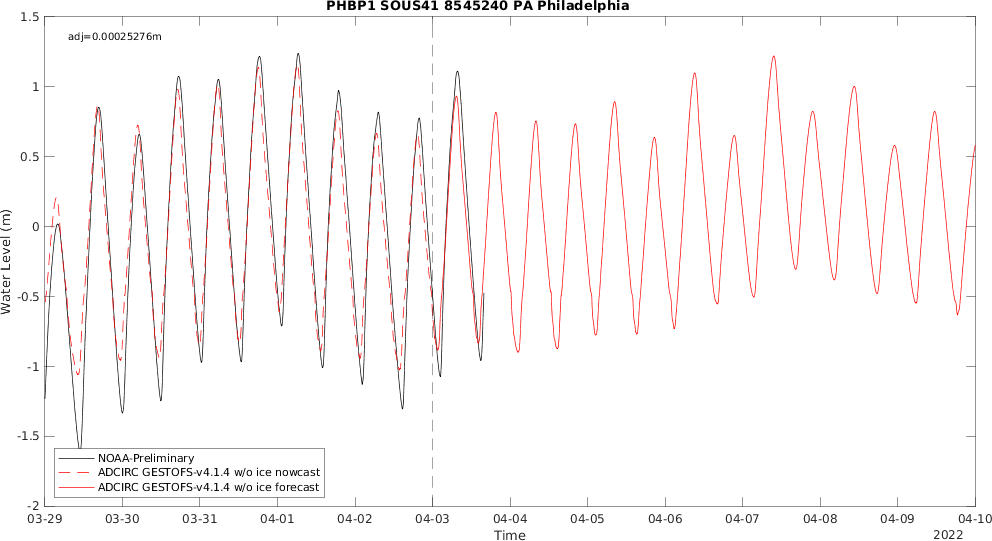 PHBP1 SOUS41 8545240 PA Philadelphia
adj=0.00025276m
1.5
1
0.5
0
-0.5
-1
-1.5
-2
Water Level (m)
NOAA-Preliminary
ADCIRC GESTOFS-v4.1.4 w/o ice nowcast
ADCIRC GESTOFS-v4.1.4 w/o ice forecast
03-29 03-30 03-31 04-01 04-02 04-03 04-04 04-05 04-06 04-07 04-08 04-09 04-10
Time
2022